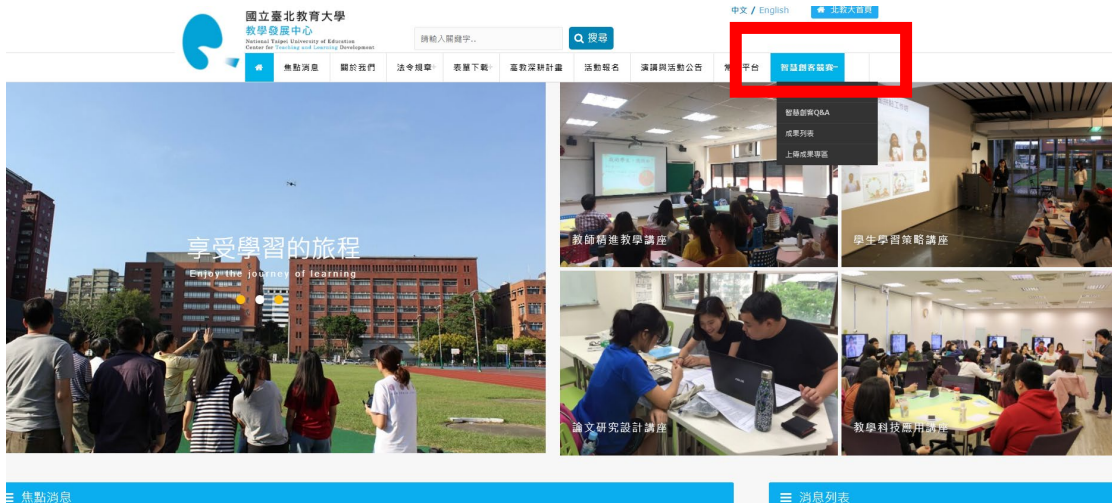 國立臺北教育大學
教學發展中心
National Taipei University of Education
Center for Teaching and Learning Development
請輸入關鍵字..
搜尋
中文 / English
北教大首頁
焦點消息 關於我們 法令規章 表單下載 臺教深耕計畫 活動報名 演講與活動公告 平台 智慧創客競賽
智慧創客Q&A
成果列表
上傳成果專區
享受學習的旅程
Enjoy the journey of learning
教師精進教學講座
學生學習策略講座
論文研究設計講座
教學科技應用講座
焦點消息
消息列表